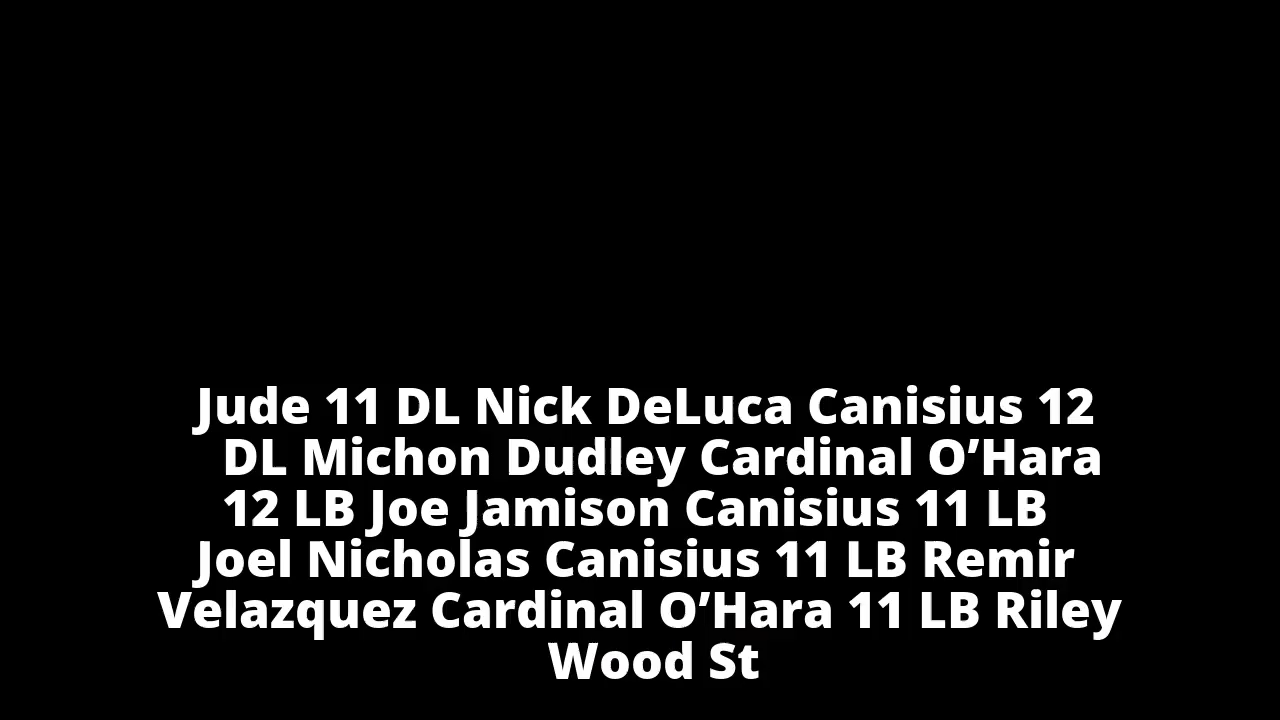 Jude 11 DL Nick DeLuca Canisius 12
DL Michon Dudley Cardinal O’Hara
12 LB Joe Jamison Canisius 11 LB
Joel Nicholas Canisius 11 LB Remir
Velazquez Cardinal O’Hara 11 LB Riley
Wood St